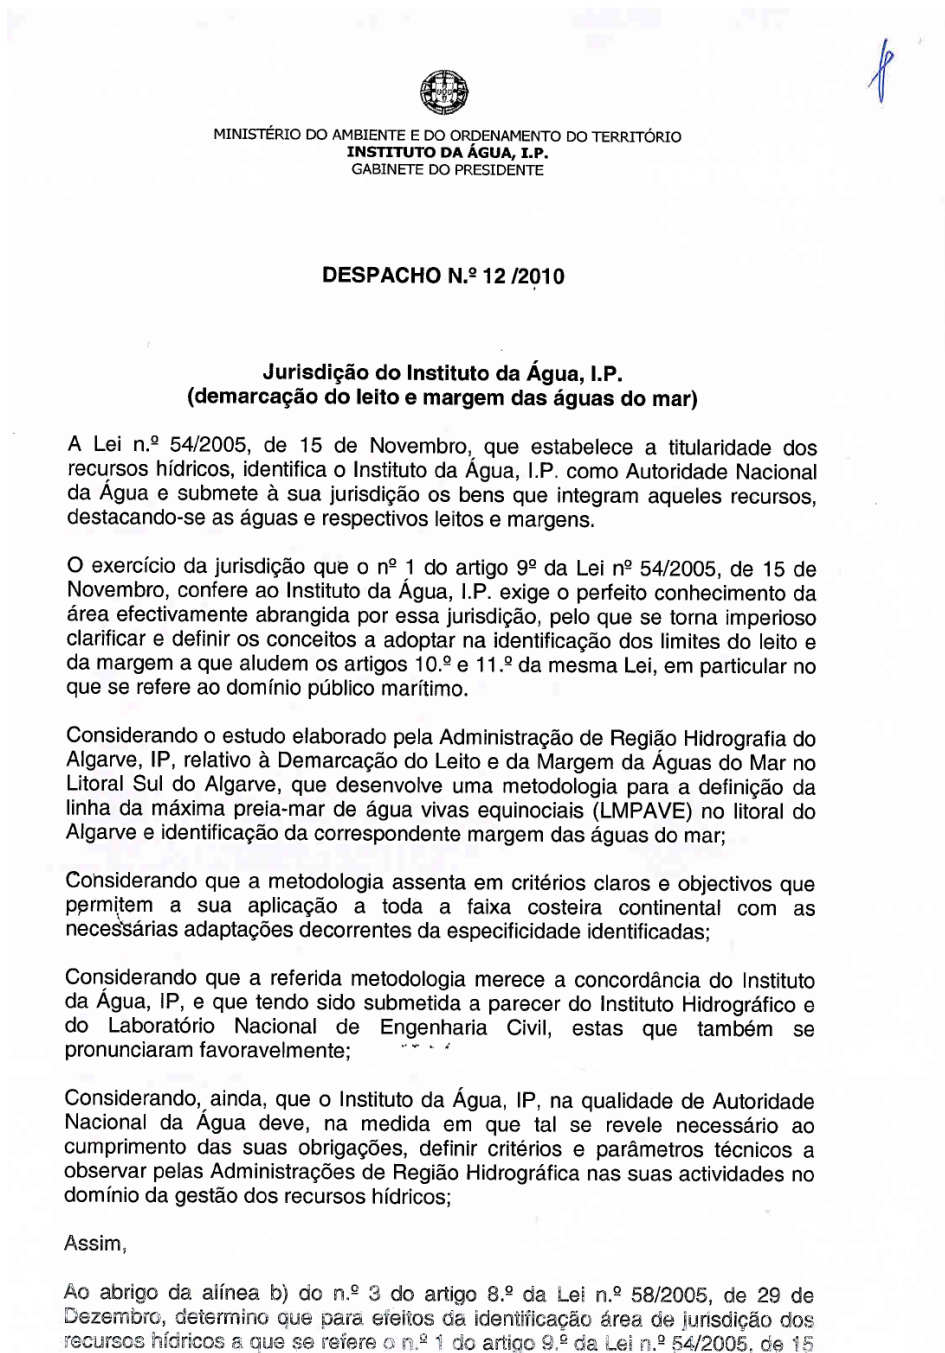 MINISTÉRIO DO AMBIENTE E DO ORDENAMENTO DO TERRITÓRIO
INSTITUTO DA ÁGUA, I.P.
GABINETE DO PRESIDENTE
DESPACHO N.º 12 /2010
Jurisdição do Instituto da Água, I.P.
(demarcação do leito e margem das águas do mar)
A Lei n.º 54/2005, de 15 de Novembro, que estabelece a titularidade dos
recursos hídricos, identifica o Instituto da Água, I.P. como Autoridade Nacional
da Água e submete à sua jurisdição os bens que integram aqueles recursos,
destacando-se as águas e respectivos leitos e margens.
O exercício da jurisdição que o nº 1 do artigo 9º da Lei nº 54/2005, de 15 de
Novembro, confere ao Instituto da Água, I.P. exige o perfeito conhecimento da
área efectivamente abrangida por essa jurisdição, pelo que se torna imperioso
clarificar e definir os conceitos a adoptar na identificação dos limites do leito e
da margem a que aludem os artigos 10.º e 11.º da mesma Lei, em particular no
que se refere ao domínio público marítimo.
Considerando o estudo elaborado pela Administração de Região Hidrografia do
Algarve, IP, relativo à Demarcação do Leito e da Margem da Águas do Mar no
Litoral Sul do Algarve, que desenvolve uma metodologia para a definição da
linha da máxima preia-mar de água vivas equinociais (LMPAVE) no litoral do
Algarve e identificação da correspondente margem das águas do mar;
Considerando que a metodologia assenta em critérios claros e objectivos que
permitem a sua aplicação a toda a faixa costeira continental com as
necessárias adaptações decorrentes da especificidade identificadas;
Considerando que a referida metodologia merece a concordância do Instituto
da Água, IP, e que tendo sido submetida a parecer do Instituto Hidrográfico e
do Laboratório Nacional de Engenharia Civil, estas que também se
pronunciaram favoravelmente;
Considerando, ainda, que o Instituto da Água, IP, na qualidade de Autoridade
Nacional da Água deve, na medida em que tal se revele necessário ao
cumprimento das suas obrigações, definir critérios e parâmetros técnicos a
observar pelas Administrações de Região Hidrográfica nas suas actividades no
domínio da gestão dos recursos hídricos;
Assim,
Ao abrigo da alínea b) do n.º 3 do artigo 8.º da Lei n.º 58/2005, de 29 de
Dezembro, determino que para efeitos da identificação área de jurisdição dos
recursos hídricos a que se refere o n.º 1 do artigo 9.º da Lei n.º 54/2005, de 15